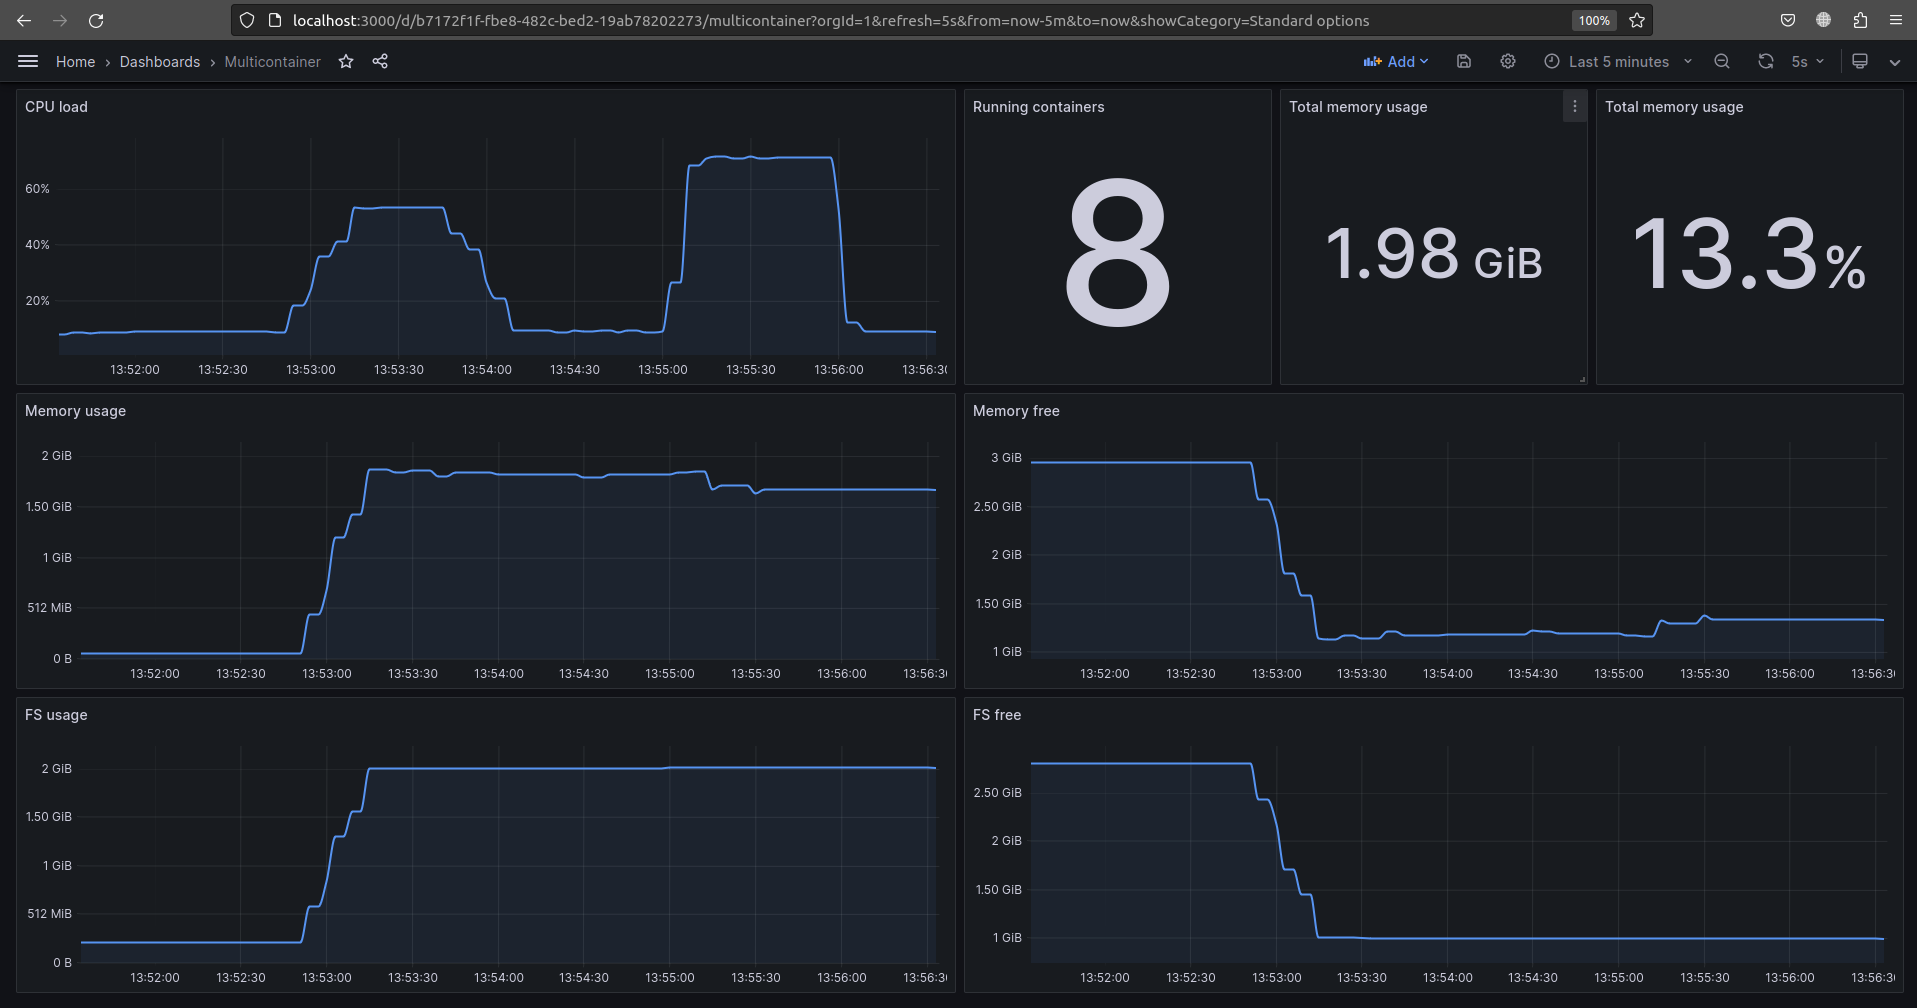 localhost:3000/d/b7172f1f-fbe8-482c-bed2-19ab78202273/multicontainer?orgId=1&refresh=5s&from=now-5m&to=now&showCategory=Standard options 100%
Home › Dashboards › Multicontainer Add Last 5 minutes 5s
CPU load
60%
40%
20%
13:52:00 13:52:30 13:53:00 13:53:30 13:54:00 13:54:30 13:55:00 13:55:30 13:56:00 13:56:30
Running containers
8
Total memory usage
1.98 GiB
Total memory usage
13.3%
Memory usage
2 GiB
1.50 GiB
1 GiB
512 MiB
0 B
13:52:00 13:52:30 13:53:00 13:53:30 13:54:00 13:54:30 13:55:00 13:55:30 13:56:00 13:56:3
Memory free
3 GiB
2.50 GiB
2 GiB
1.50 GiB
1 GiB
13:52:00 13:52:30 13:53:00 13:53:30 13:54:00 13:54:30 13:55:00 13:55:30 13:56:00 13:56:3
FS usage
2 GiB
1.50 GiB
1 GiB
512 MiB
0 B
13:52:00 13:52:30 13:53:00 13:53:30 13:54:00 13:54:30 13:55:00 13:55:30 13:56:00 13:56:3
FS free
2.50 GiB
2 GiB
1.50 GiB
1 GiB
13:52:00 13:52:30 13:53:00 13:53:30 13:54:00 13:54:30 13:55:00 13:55:30 13:56:00 13:56:3